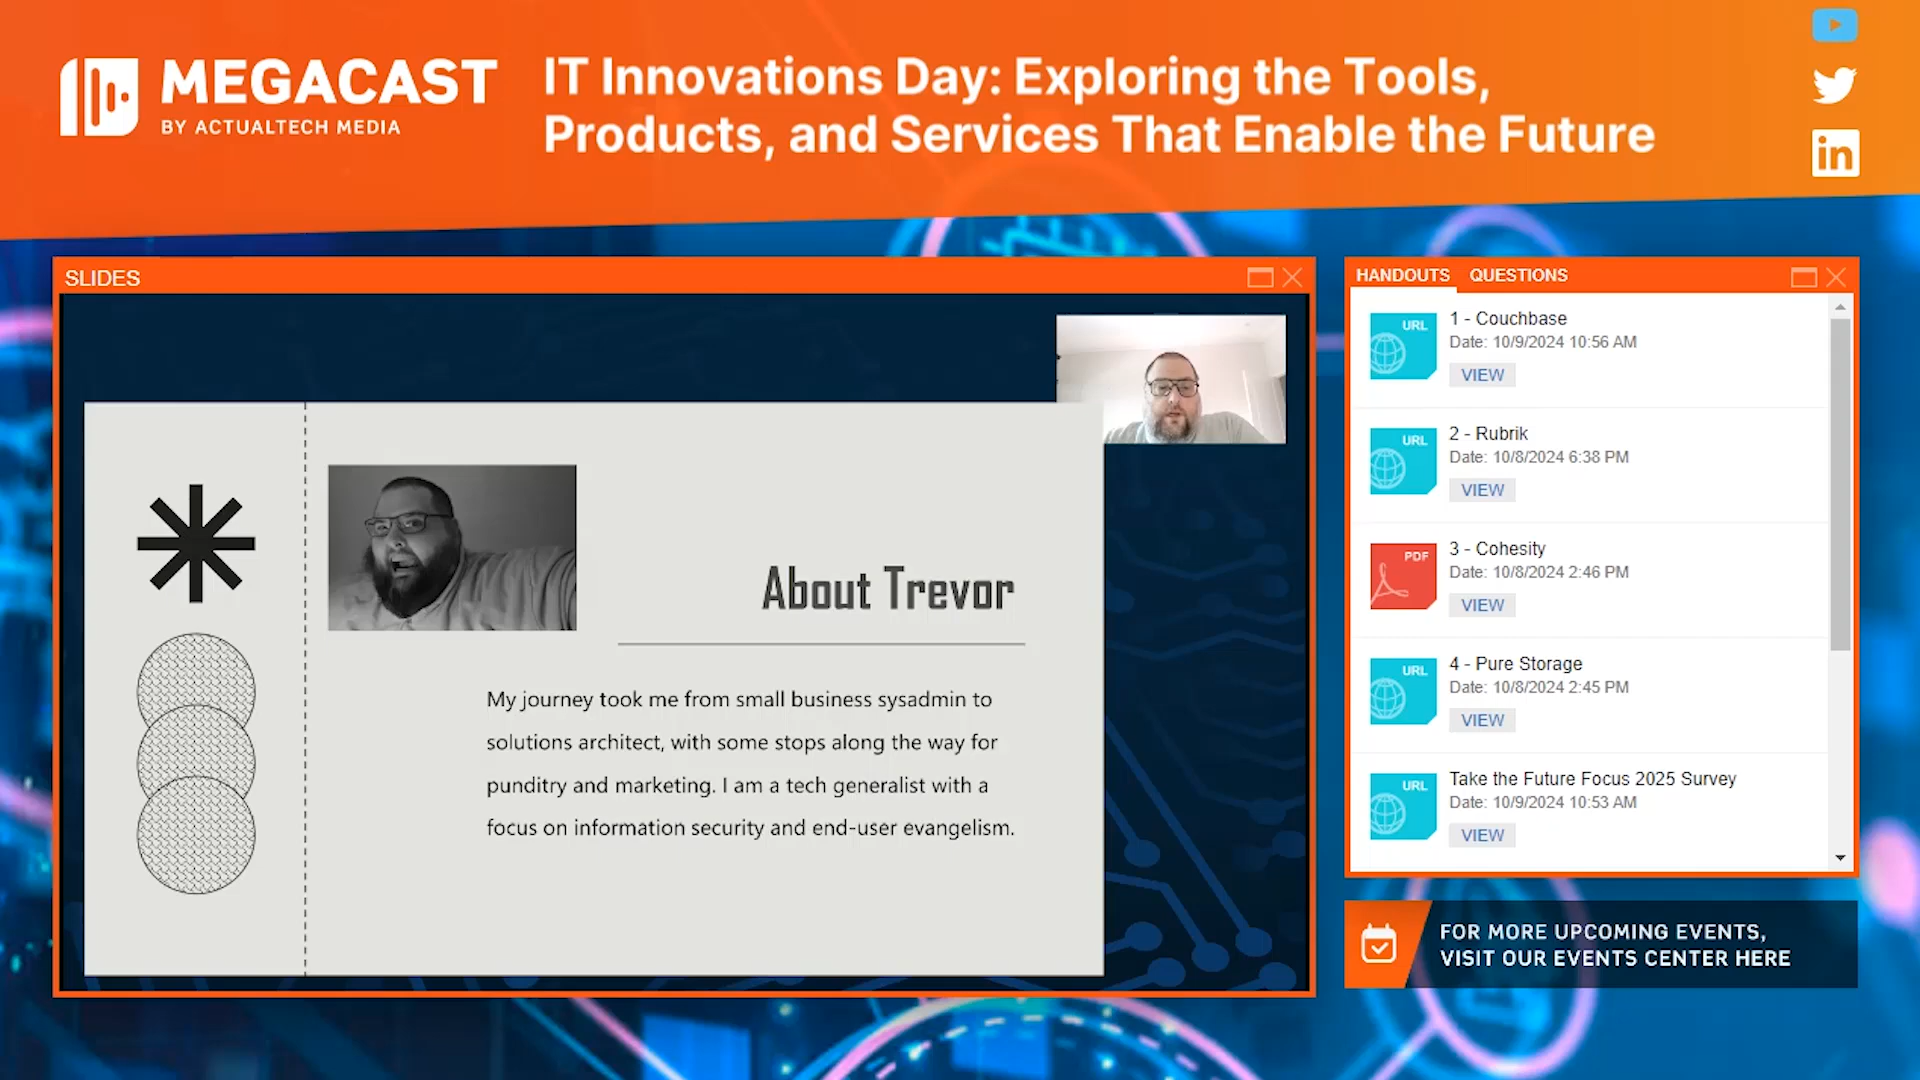 MEGACAST
BY ACTUALTECH MEDIA
IT Innovations Day: Exploring the Tools,
Products, and Services That Enable the Future
in
SLIDES
About Trevor
My journey took me from small business sysadmin to
solutions architect, with some stops along the way for
punditry and marketing. I am a tech generalist with a
focus on information security and end-user evangelism.
HANDOUTS QUESTIONS
URL
1 - Couchbase
Date: 10/9/2024 10:56 AM
VIEW
URL
2 - Rubrik
Date: 10/8/2024 6:38 PM
VIEW
PDF
3 - Cohesity
Date: 10/8/2024 2:46 PM
VIEW
URL
4 - Pure Storage
Date: 10/8/2024 2:45 PM
VIEW
URL
Take the Future Focus 2025 Survey
Date: 10/9/2024 10:53 AM
VIEW
FOR MORE UPCOMING EVENTS,
VISIT OUR EVENTS CENTER HERE